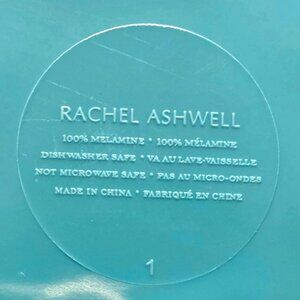 RACHEL ASHWELL
100% MELAMINE • 100% MÉLAMINE
DISHWASHER SAFE • VA AU LAVE-VAISSELLE
NOT MICROWAVE SAFE • PAS AU MICRO-ONDES
MADE IN CHINA • FABRIQUÉ EN CHINE
1